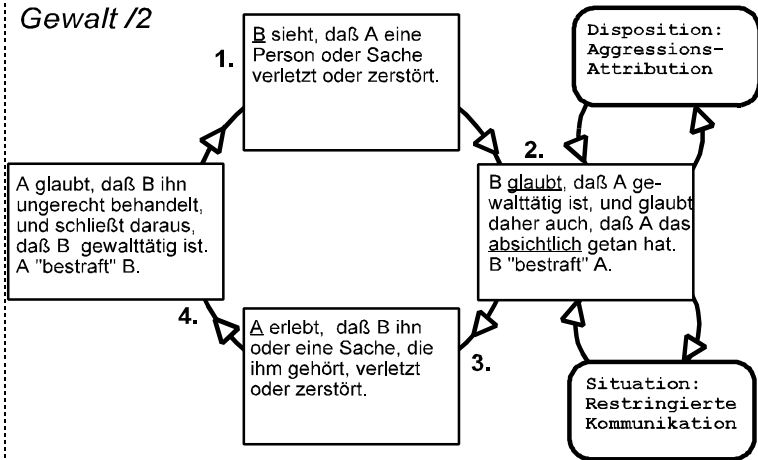 Gewalt /2
1.
B sieht, daß A eine
Person oder Sache
verletzt oder zerstört.
Disposition:
Aggressions-
Attribution
2.
B glaubt, daß A ge-
walttätig ist, und glaubt
daher auch, daß A das
absichtlich getan hat.
B "bestraft" A.
3.
A erlebt, daß B ihn
oder eine Sache, die
ihm gehört, verletzt
oder zerstört.
4.
A glaubt, daß B ihn
ungerecht behandelt,
und schließt daraus,
daß B gewalttätig ist.
A "bestraft" B.
Situation:
Restringierte
Kommunikation